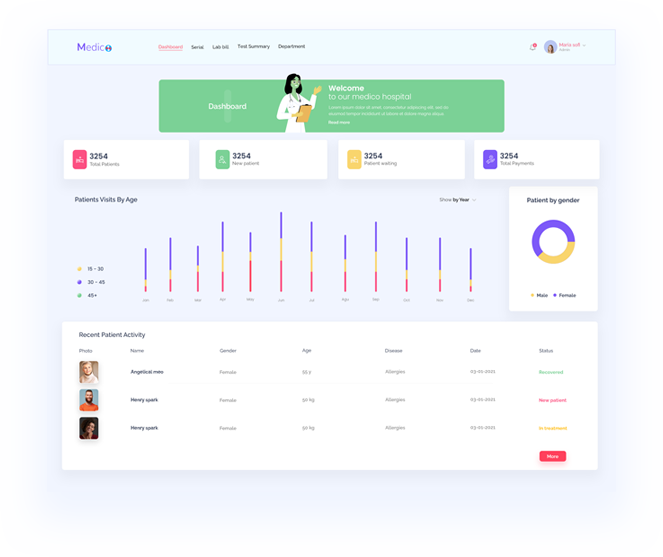 Medico
Dashboard Serial Lab bill Test Summary Department
Maria soft
Admin
Welcome
to our medico hospital
Dashboard
Lorem ipsum dolor sit amet, consectetur adipiscing elit, sed do
eiusmod tempor incididunt ut labore et dolore magna aliqua.
Read more
3254
Total Patients
3254
New patient
3254
Patient waiting
3254
Total Payments
Patients Visits By Age
Show by Year
15 - 30
30 - 45
45+
Jan Feb Mar Apr May Jun Jul Agu Sep Oct Nov Dec
Patient by gender
Male Female
Recent Patient Activity
Photo Name Gender Age Disease Date Status
Angelical meo Female 55 y Allergies 03-01-2021 Recovered
Henry spark Female 50 kg Allergies 03-01-2021 New patient
Henry spark Female 50 kg Allergies 03-01-2021 In treatment
More